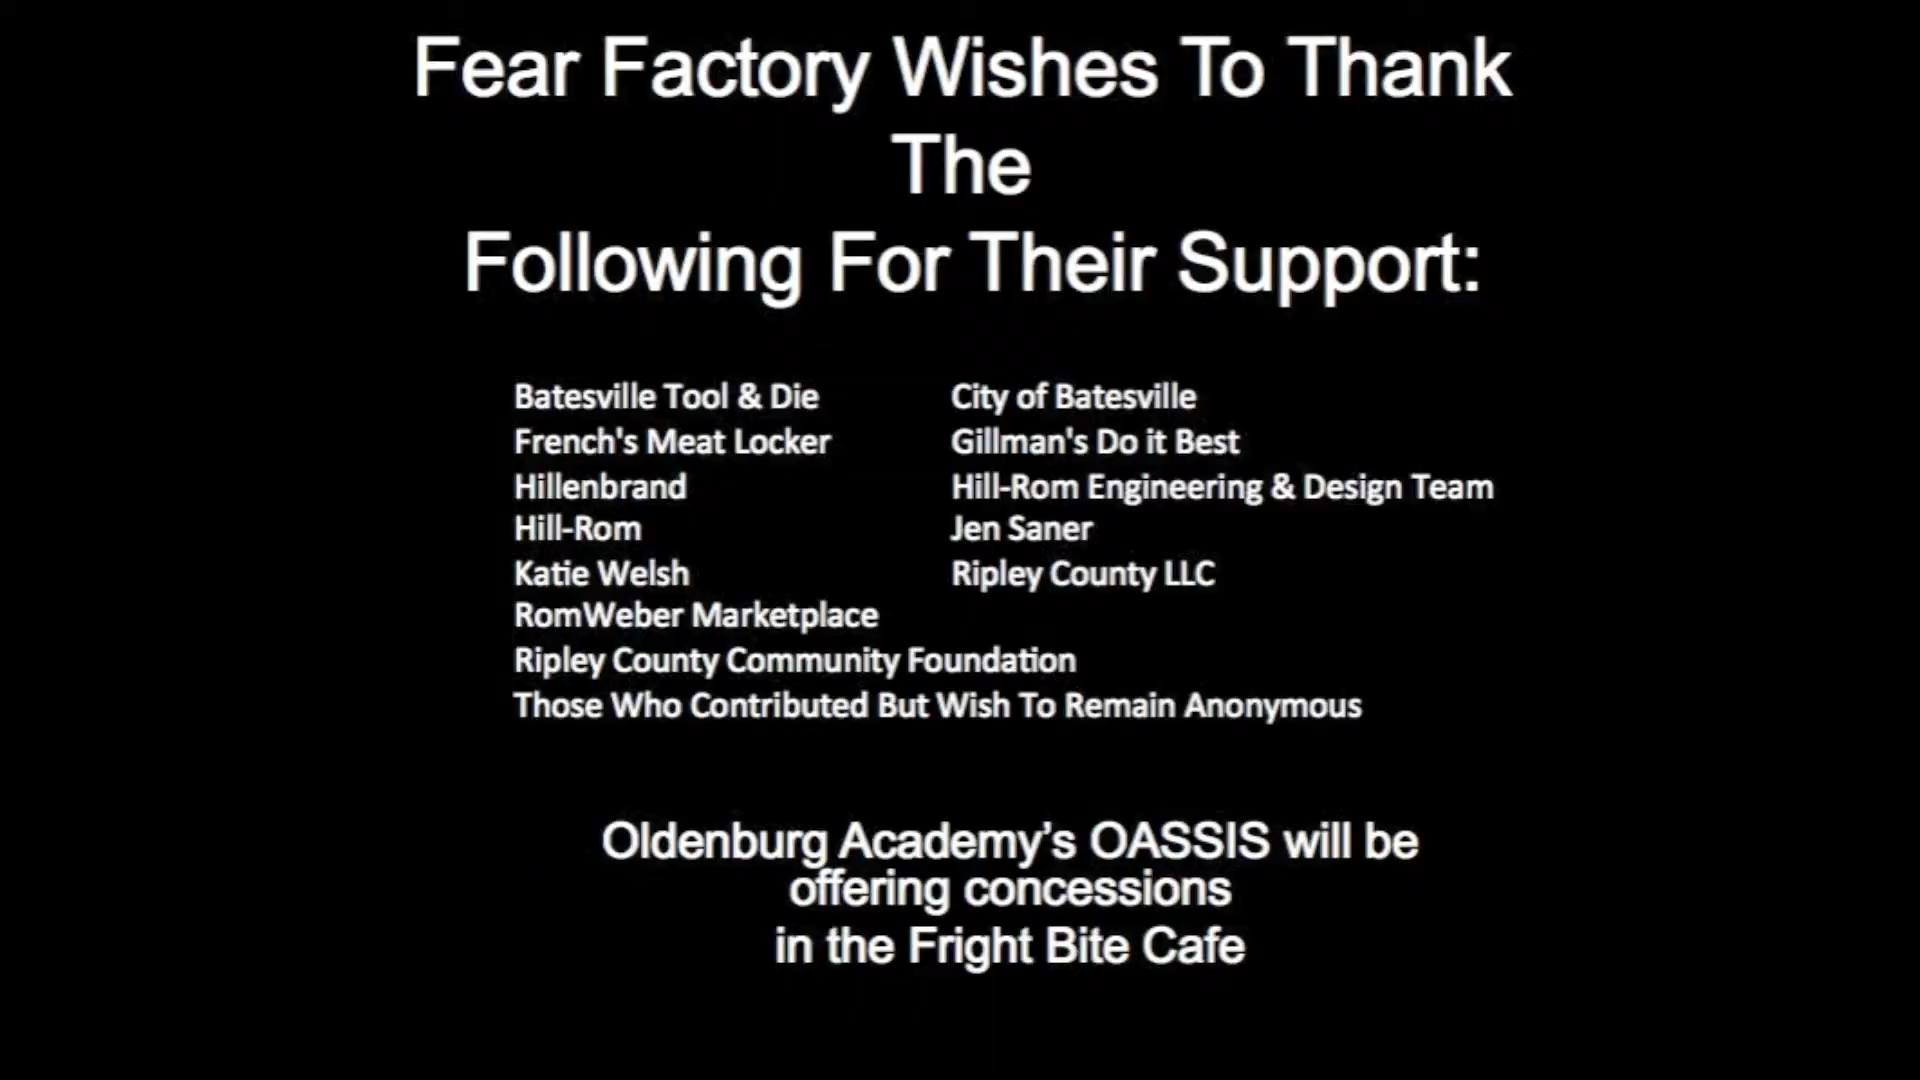 Fear Factory Wishes To Thank
The
Following For Their Support:
Batesville Tool & Die City of Batesville
French's Meat Locker Gillman's Do it Best
Hillenbrand Hill-Rom Engineering & Design Team
Hill-Rom Jen Saner
Katie Welsh Ripley County LLC
RomWeber Marketplace
Ripley County Community Foundation
Those Who Contributed But Wish To Remain Anonymous
Oldenburg Academy’s OASSIS will be
offering concessions
in the Fright Bite Cafe